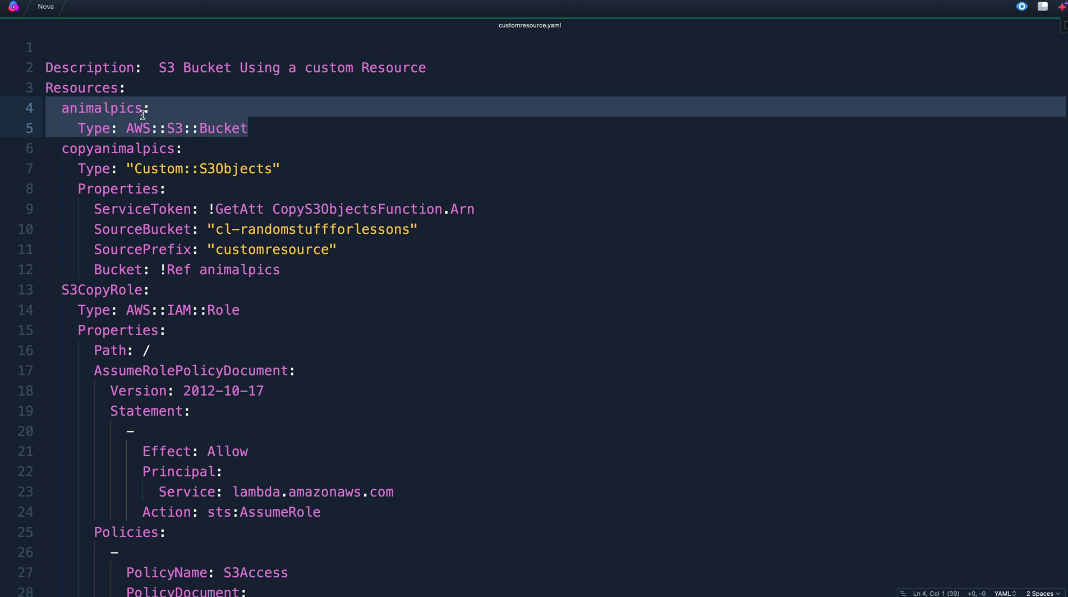 Nova
customresource.yaml
1
2 Description:  S3 Bucket Using a custom Resource
3 Resources:
4   animalpics:
5     Type: AWS::S3::Bucket
6   copyanimalpics:
7     Type: "Custom::S3Objects"
8     Properties:
9       ServiceToken: !GetAtt CopyS3ObjectsFunction.Arn
10       SourceBucket: "cl-randomstuffforlessons"
11       SourcePrefix: "customresource"
12       Bucket: !Ref animalpics
13   S3CopyRole:
14     Type: AWS::IAM::Role
15     Properties:
16       Path: /
17       AssumeRolePolicyDocument:
18         Version: 2012-10-17
19         Statement:
20           -
21             Effect: Allow
22             Principal:
23               Service: lambda.amazonaws.com
24             Action: sts:AssumeRole
25       Policies:
26         -
27           PolicyName: S3Access
28           PolicyDocument:
Ln 4, Col 1 (39) +0, -0 YAML 2 Spaces